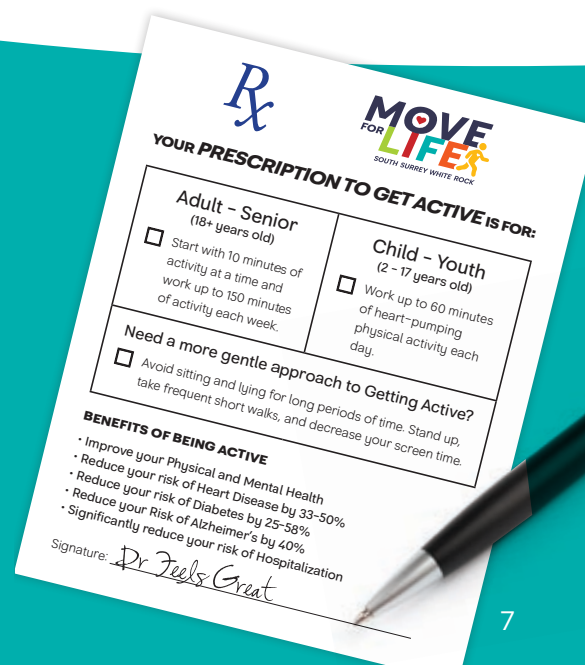 Rx
MOVE
FOR LIFE
SOUTH SURREY WHITE ROCK
YOUR PRESCRIPTION TO GET ACTIVE IS FOR:
Adult – Senior
(18+ years old)
Start with 10 minutes of
activity at a time and
work up to 150 minutes
of activity each week.
Child – Youth
(2 - 17 years old)
Work up to 60 minutes
of heart-pumping
physical activity each
day.
Need a more gentle approach to Getting Active?
Avoid sitting and lying for long periods of time. Stand up,
take frequent short walks, and decrease your screen time.
BENEFITS OF BEING ACTIVE
• Improve your Physical and Mental Health
• Reduce your risk of Heart Disease by 33-50%
• Reduce your risk of Diabetes by 25-58%
• Reduce your Risk of Alzheimer's by 40%
• Significantly reduce your risk of Hospitalization
Signature: Dr Feels Great
7